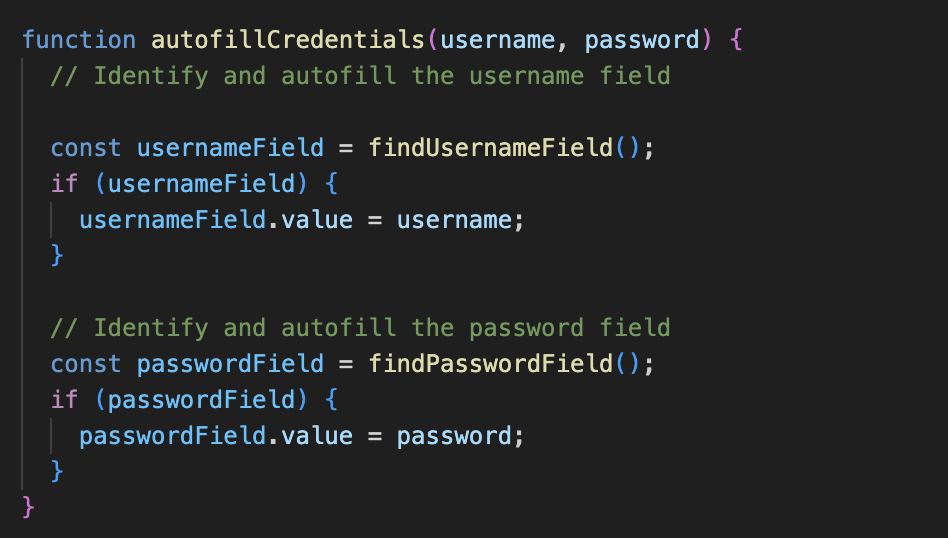 function autofillCredentials(username, password) {
  // Identify and autofill the username field

  const usernameField = findUsernameField();
  if (usernameField) {
    usernameField.value = username;
  }

  // Identify and autofill the password field
  const passwordField = findPasswordField();
  if (passwordField) {
    passwordField.value = password;
  }
}